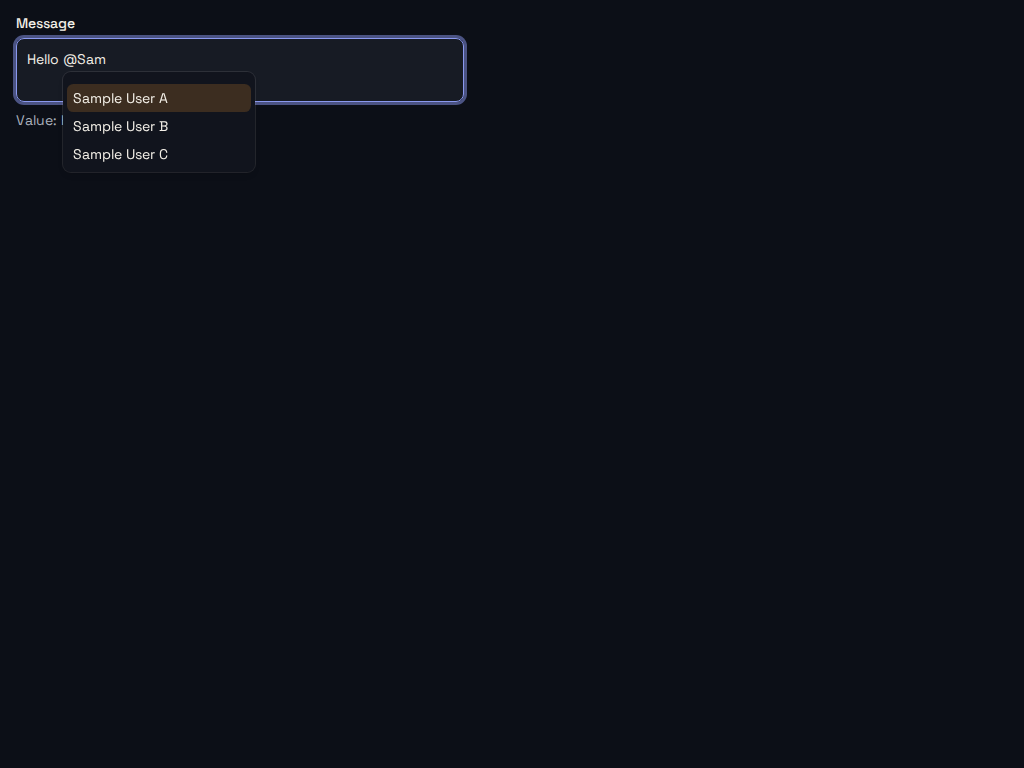 Message
Hello @Sam
Sample User A
Value:
Sample User B
Sample User C